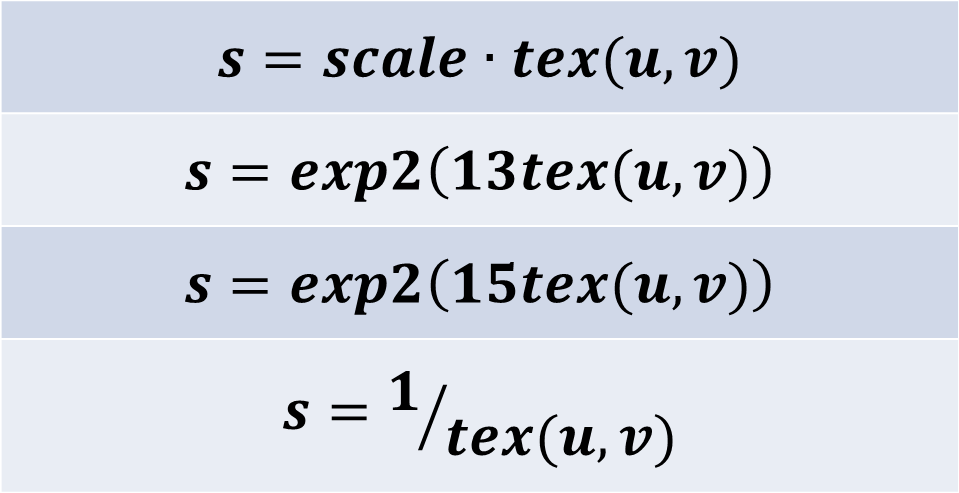 s = scale · tex(u, v)
s = exp2(13tex(u, v))
s = exp2(15tex(u, v))
s = 1/tex(u, v)